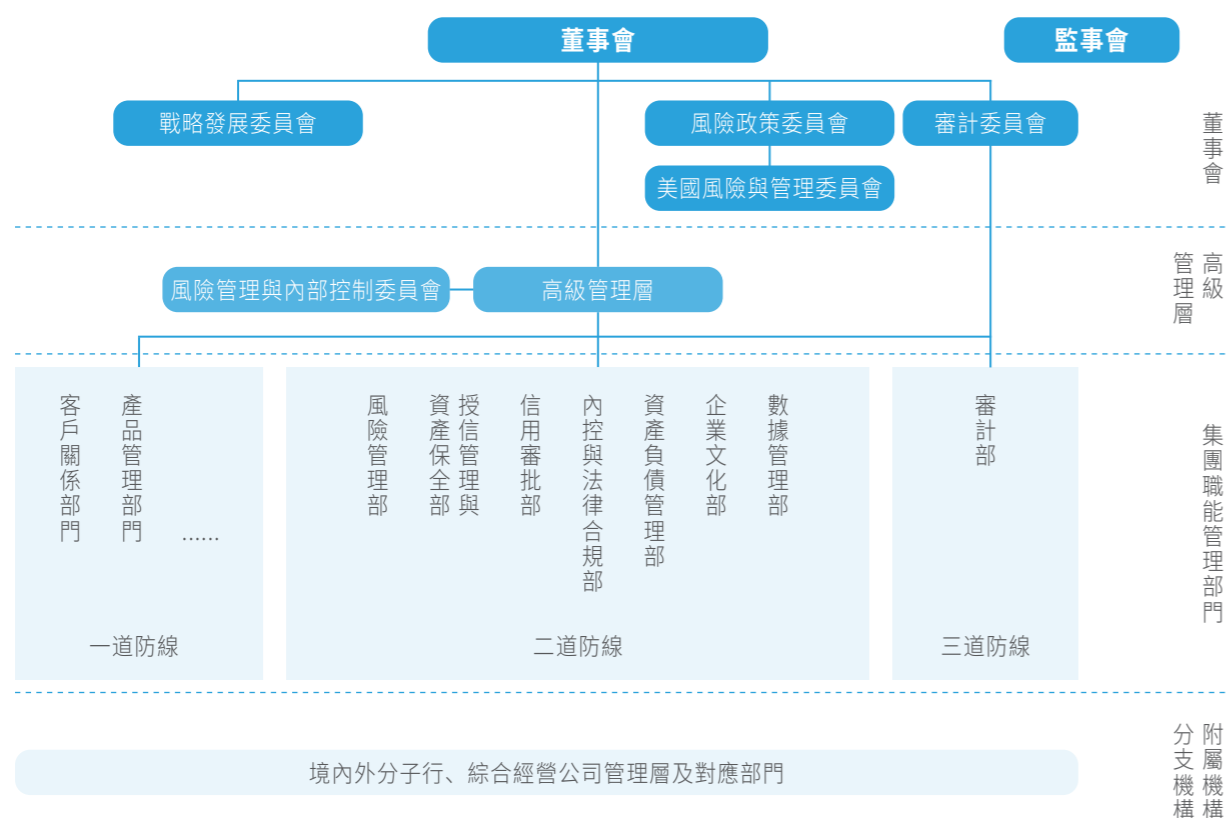 董事會
監事會
戰略發展委員會
風險政策委員會
審計委員會
美國風險與管理委員會
董事會
風險管理與內部控制委員會
高級管理層
高級
管理層
客戶關係部門
產品管理部門
......
風險管理部
授信管理與
資產保全部
信用審批部
內控與法律合規部
資產負債管理部
企業文化部
數據管理部
審計部
集團職能管理部門
一道防線
二道防線
三道防線
境內外分子行、綜合經營公司管理層及對應部門
附屬機構
分支機構